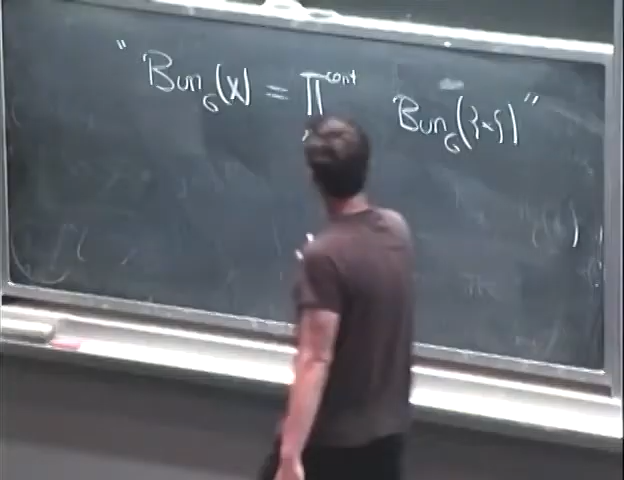 "Bun_G(X) = ∏^cont Bun_G({x})"